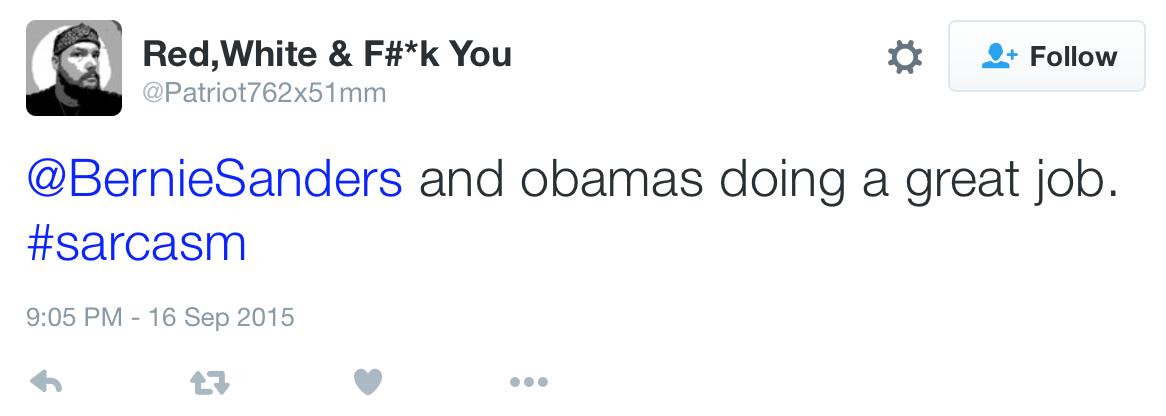 Red,White & F#*k You
@Patriot762x51mm
Follow
@BernieSanders and obamas doing a great job.
#sarcasm
9:05 PM - 16 Sep 2015